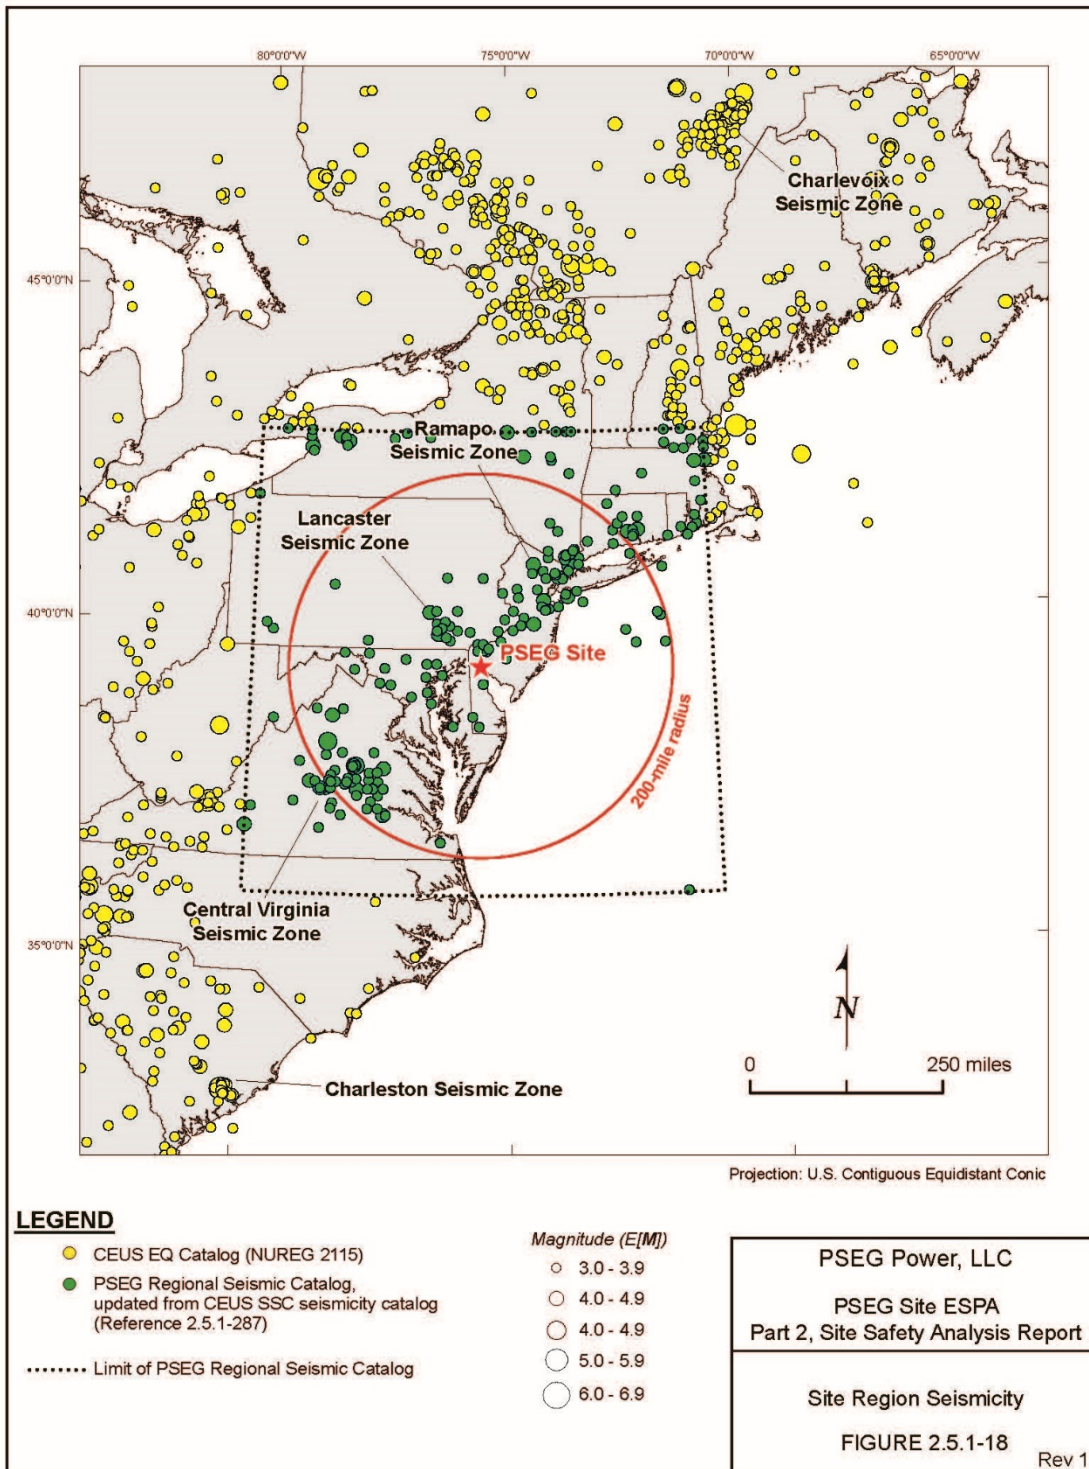 80°0'0"W
75°0'0"W
70°0'0"W
65°0'0"W
Charlevoix
Seismic Zone
45°0'0"N
Ramapo
Seismic Zone
Lancaster
Seismic Zone
40°0'0"N
PSEG Site
200-mile radius
Central Virginia
Seismic Zone
35°0'0"N
N
0 250 miles
Charleston Seismic Zone
Projection: U.S. Contiguous Equidistant Conic
LEGEND
CEUS EQ Catalog (NUREG 2115)
PSEG Regional Seismic Catalog,
updated from CEUS SSC seismicity catalog
(Reference 2.5.1-287)
Limit of PSEG Regional Seismic Catalog
Magnitude (E[M])
3.0 - 3.9
4.0 - 4.9
4.0 - 4.9
5.0 - 5.9
6.0 - 6.9
PSEG Power, LLC
PSEG Site ESPA
Part 2, Site Safety Analysis Report
Site Region Seismicity
FIGURE 2.5.1-18
Rev 1